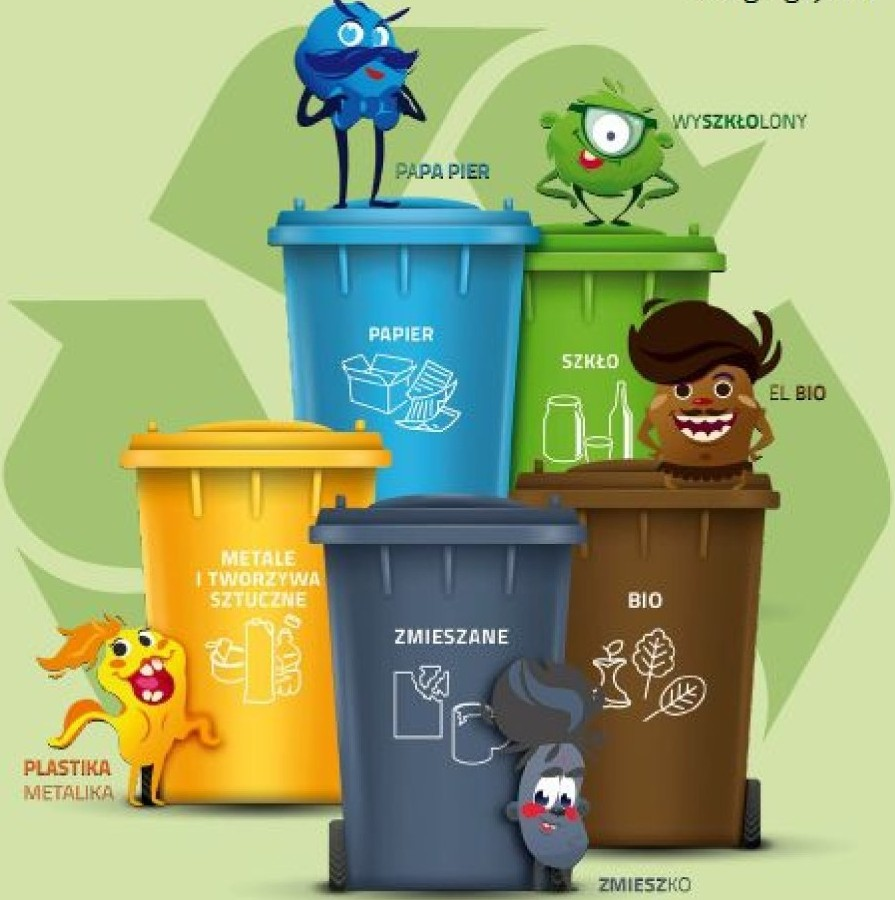 PAPA PIER
WYSZKŁOLONY
PAPIER
SZKŁO
EL BIO
METALE
I TWORZYWA
SZTUCZNE
BIO
ZMIESZANE
PLASTIKA
METALIKA
ZMIESZKO